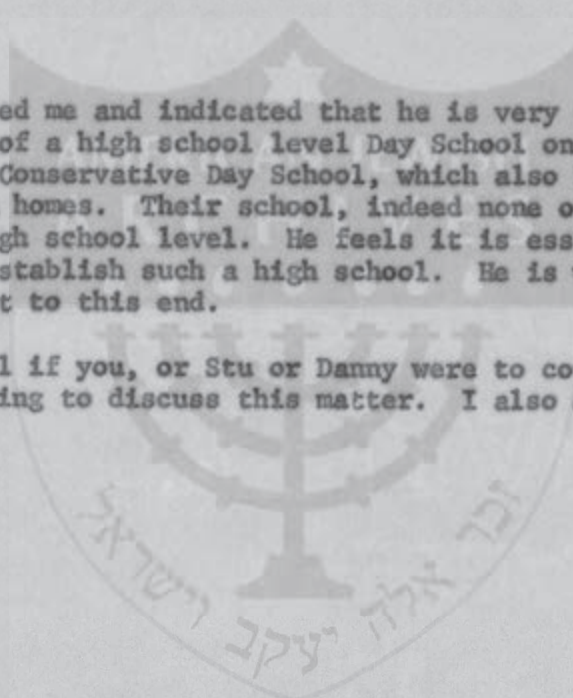 ed me and indicated that he is very
of a high school level Day School on
Conservative Day School, which also
homes. Their school, indeed none o
gh school level. He feels it is ess
stablish such a high school. He is
t to this end.
l if you, or Stu or Danny were to co
ing to discuss this matter. I also
זכר אלה יעקב וישראל